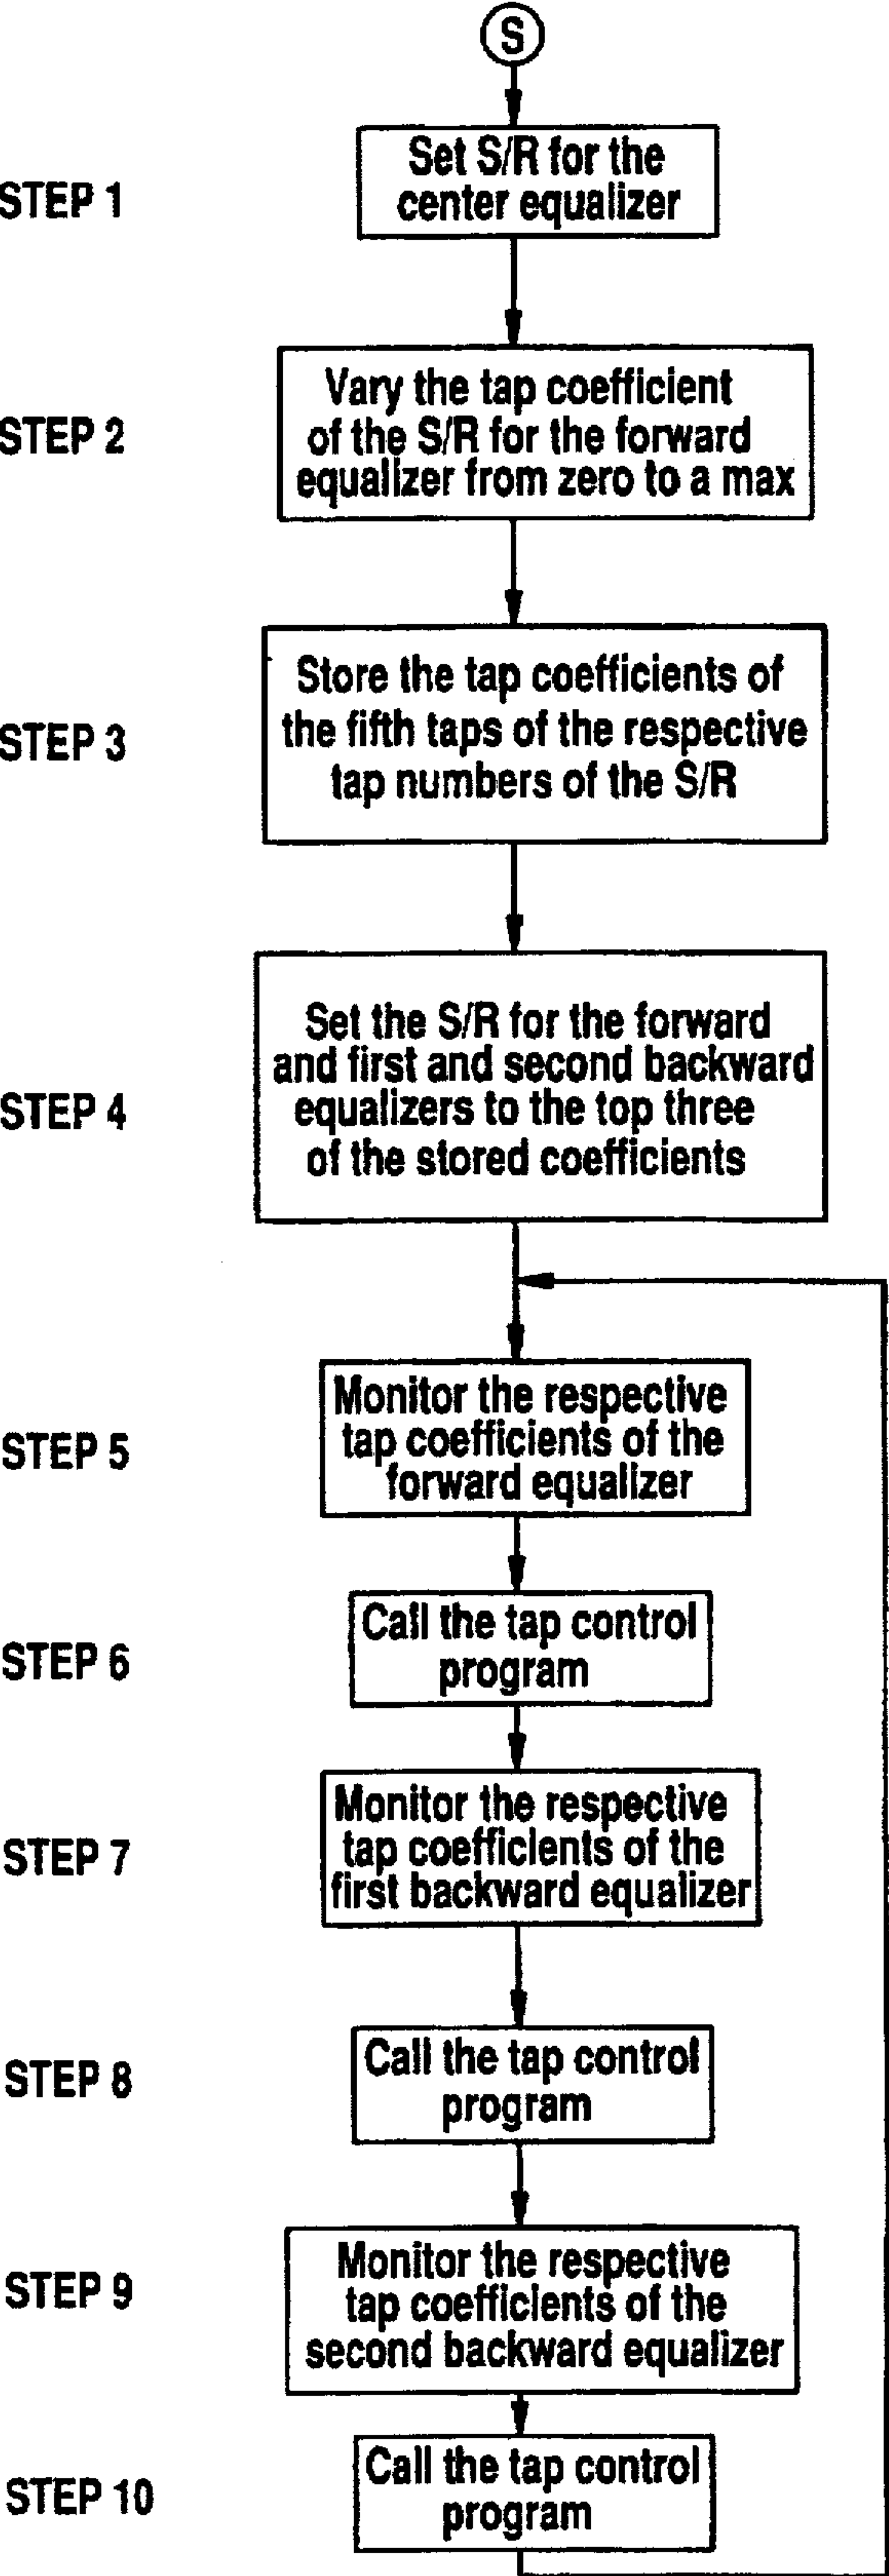 S
STEP 1
Set S/R for the
center equalizer
STEP 2
Vary the tap coefficient
of the S/R for the forward
equalizer from zero to a max
STEP 3
Store the tap coefficients of
the fifth taps of the respective
tap numbers of the S/R
STEP 4
Set the S/R for the forward
and first and second backward
equalizers to the top three
of the stored coefficients
STEP 5
Monitor the respective
tap coefficients of the
forward equalizer
STEP 6
Call the tap control
program
STEP 7
Monitor the respective
tap coefficients of the
first backward equalizer
STEP 8
Call the tap control
program
STEP 9
Monitor the respective
tap coefficients of the
second backward equalizer
STEP 10
Call the tap control
program